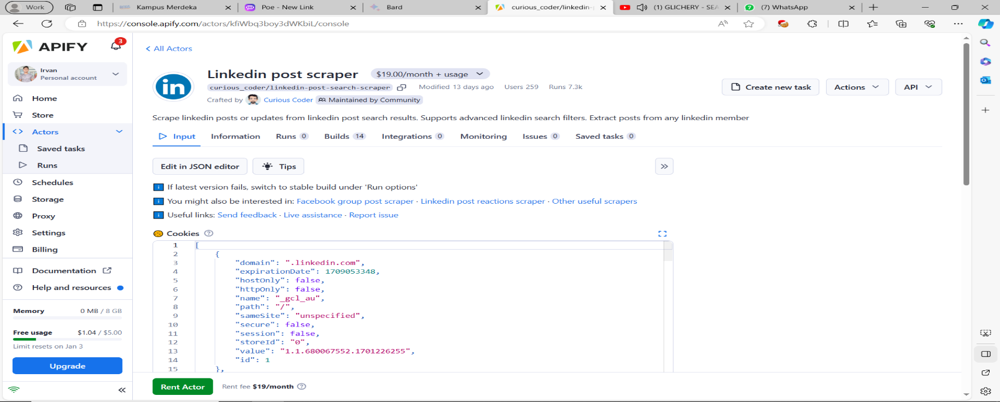 Work
Kampus Merdeka
Poe - New Link
Bard
curious_coder/linkedin-
(1) GLICHERY - SEA
(7) WhatsApp
https://console.apify.com/actors/kfiWbq3boy3dWKbiL/console
APIFY
3
< All Actors
Irvan
Personal account
in
Linkedin post scraper
$19.00/month + usage
curious_coder/linkedin-post-search-scraper
Modified 13 days ago
Users 259
Runs 7.3k
Crafted by
Curious Coder
Maintained by Community
Create new task
Actions
API
Scrape linkedin posts or updates from linkedin post search results. Supports advanced linkedin search filters. Extract posts from any linkedin member
Home
Store
Actors
Saved tasks
Runs
Schedules
Storage
Proxy
Settings
Billing
Documentation
Help and resources
Memory 0 MB / 8 GB
Free usage $1.04 / $5.00
Limit resets on Jan 3
Upgrade
Input
Information
Runs 0
Builds 14
Integrations 0
Monitoring
Issues 0
Saved tasks 0
Edit in JSON editor
Tips
If latest version fails, switch to stable build under 'Run options'
You might also be interested in: Facebook group post scraper · Linkedin post reactions scraper · Other useful scrapers
Useful links: Send feedback · Live assistance · Report issue
Cookies
1 [
2 {
3 "domain": ".linkedin.com",
4 "expirationDate": 1709053348,
5 "hostOnly": false,
6 "httpOnly": false,
7 "name": "_gcl_au",
8 "path": "/",
9 "sameSite": "unspecified",
10 "secure": false,
11 "session": false,
12 "storeId": "0",
13 "value": "1.1.680067552.1701226255",
14 "id": 1
15 },
Rent Actor
Rent fee $19/month